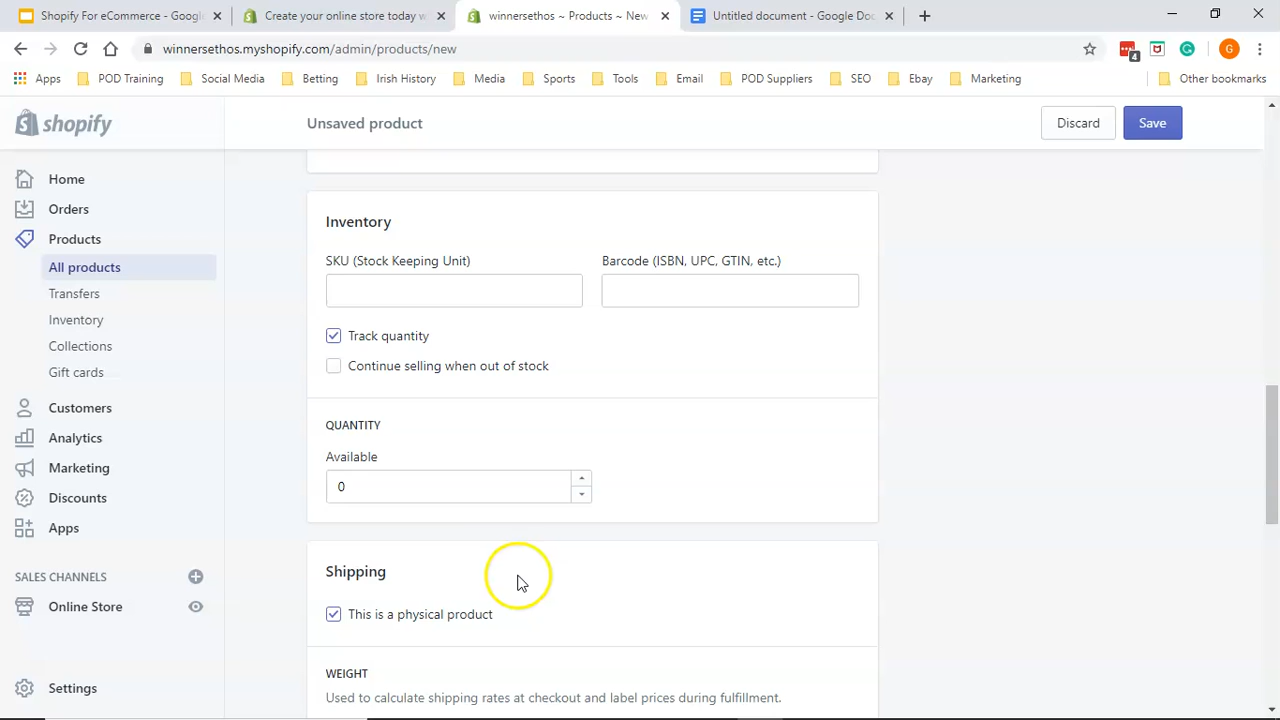 Shopify For eCommerce - Google
Create your online store today w
winnersethos ~ Products ~ New
Untitled document - Google Doc
winnersethos.myshopify.com/admin/products/new
4
G
Apps
POD Training
Social Media
Betting
Irish History
Media
Sports
Tools
Email
POD Suppliers
SEO
Ebay
Marketing
Other bookmarks
shopify
Unsaved product
Discard
Save
Home
Orders
Products
All products
Transfers
Inventory
Collections
Gift cards
Customers
Analytics
Marketing
Discounts
Apps
SALES CHANNELS
Online Store
Settings
Inventory
SKU (Stock Keeping Unit)
Barcode (ISBN, UPC, GTIN, etc.)
Track quantity
Continue selling when out of stock
QUANTITY
Available
0
Shipping
This is a physical product
WEIGHT
Used to calculate shipping rates at checkout and label prices during fulfillment.